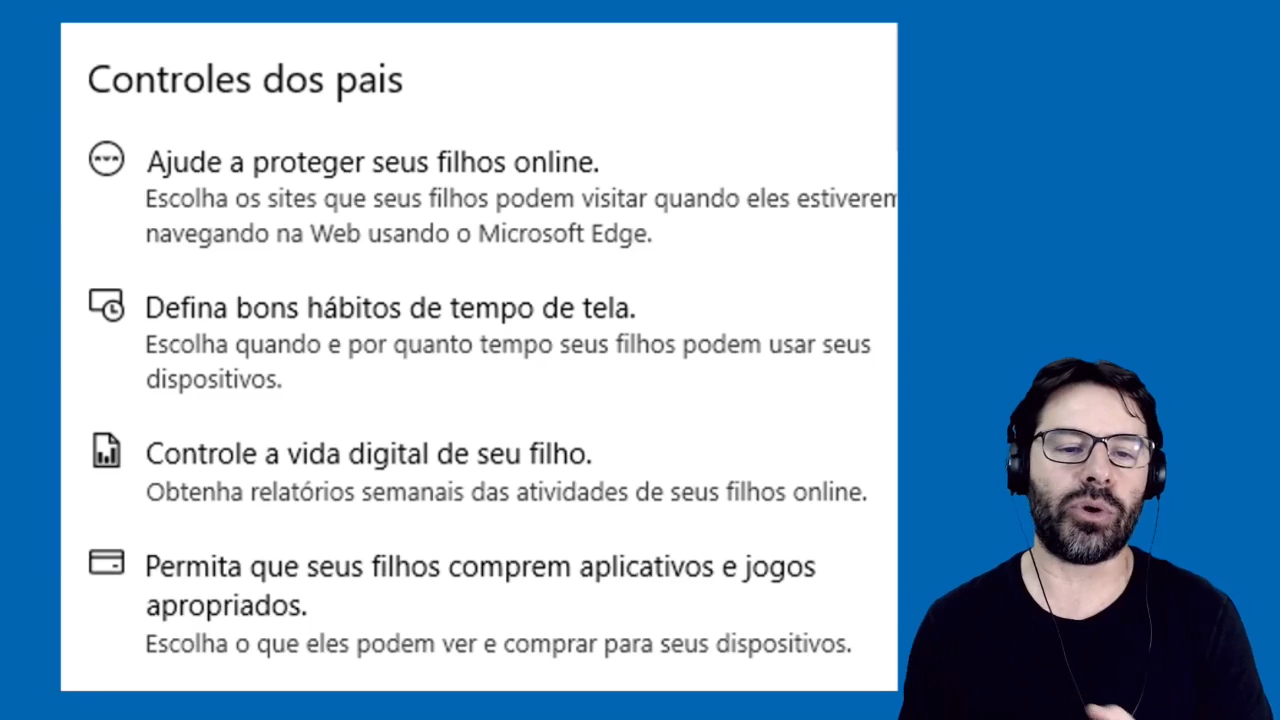 Controles dos pais
Ajude a proteger seus filhos online.
Escolha os sites que seus filhos podem visitar quando eles estiverem
navegando na Web usando o Microsoft Edge.
Defina bons hábitos de tempo de tela.
Escolha quando e por quanto tempo seus filhos podem usar seus
dispositivos.
Controle a vida digital de seu filho.
Obtenha relatórios semanais das atividades de seus filhos online.
Permita que seus filhos comprem aplicativos e jogos
apropriados.
Escolha o que eles podem ver e comprar para seus dispositivos.